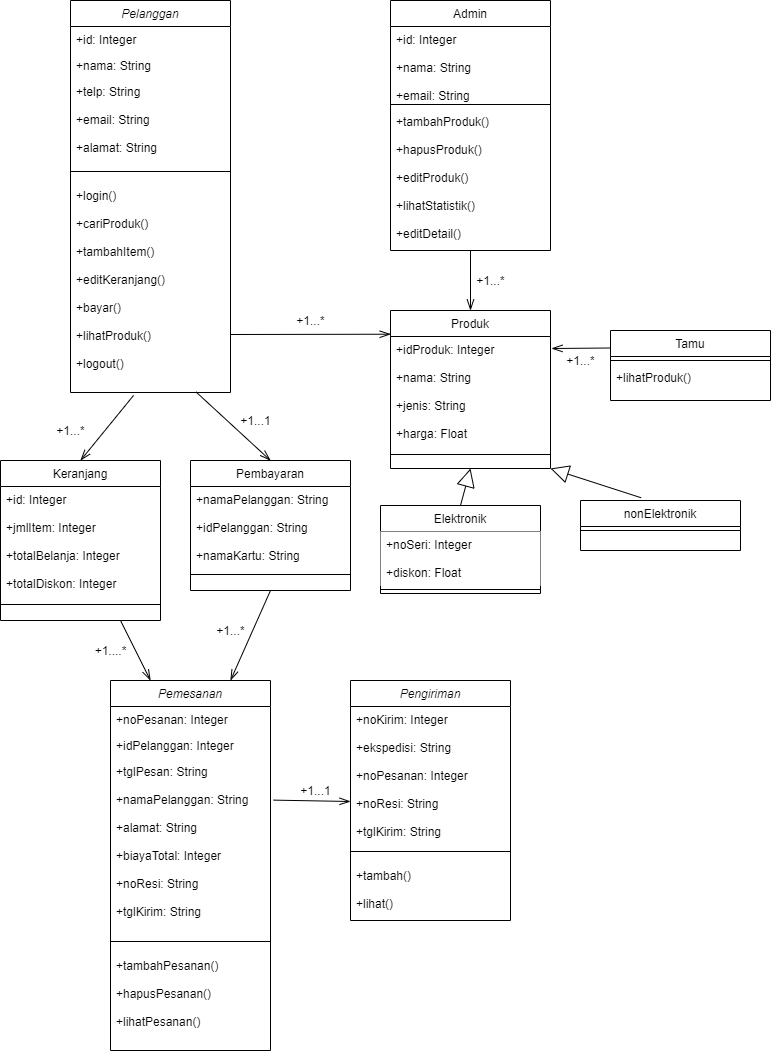 Pelanggan
+id: Integer
+nama: String
+telp: String
+email: String
+alamat: String
+login()
+cariProduk()
+tambahItem()
+editKeranjang()
+bayar()
+lihatProduk()
+logout()
Admin
+id: Integer
+nama: String
+email: String
+tambahProduk()
+hapusProduk()
+editProduk()
+lihatStatistik()
+editDetail()
+1...*
+1...*
Produk
+idProduk: Integer
+nama: String
+jenis: String
+harga: Float
Tamu
+lihatProduk()
+1...*
+1...*
+1...1
Keranjang
+id: Integer
+jmlItem: Integer
+totalBelanja: Integer
+totalDiskon: Integer
Pembayaran
+namaPelanggan: String
+idPelanggan: String
+namaKartu: String
Elektronik
+noSeri: Integer
+diskon: Float
nonElektronik
+1....*
+1...*
Pemesanan
+noPesanan: Integer
+idPelanggan: Integer
+tglPesan: String
+namaPelanggan: String
+alamat: String
+biayaTotal: Integer
+noResi: String
+tglKirim: String
+tambahPesanan()
+hapusPesanan()
+lihatPesanan()
+1...1
Pengiriman
+noKirim: Integer
+ekspedisi: String
+noPesanan: Integer
+noResi: String
+tglKirim: String
+tambah()
+lihat()